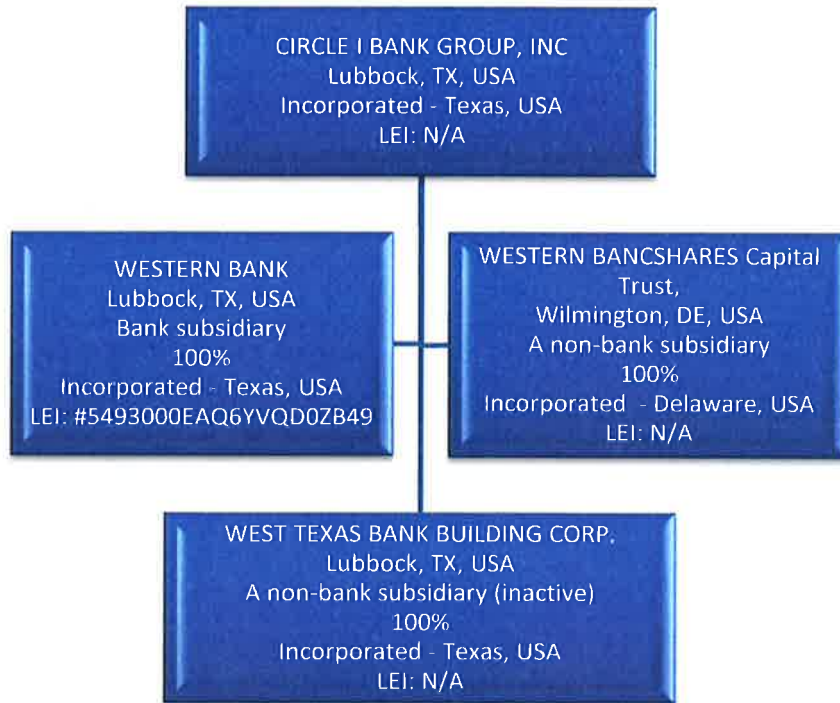 CIRCLE I BANK GROUP, INC
Lubbock, TX, USA
Incorporated - Texas, USA
LEI: N/A
WESTERN BANK
Lubbock, TX, USA
Bank subsidiary
100%
Incorporated - Texas, USA
LEI: #5493000EAQ6YVQD0ZB49
WESTERN BANCSHARES Capital
Trust,
Wilmington, DE, USA
A non-bank subsidiary
100%
Incorporated - Delaware, USA
LEI: N/A
WEST TEXAS BANK BUILDING CORP.
Lubbock, TX, USA
A non-bank subsidiary (inactive)
100%
Incorporated - Texas, USA
LEI: N/A